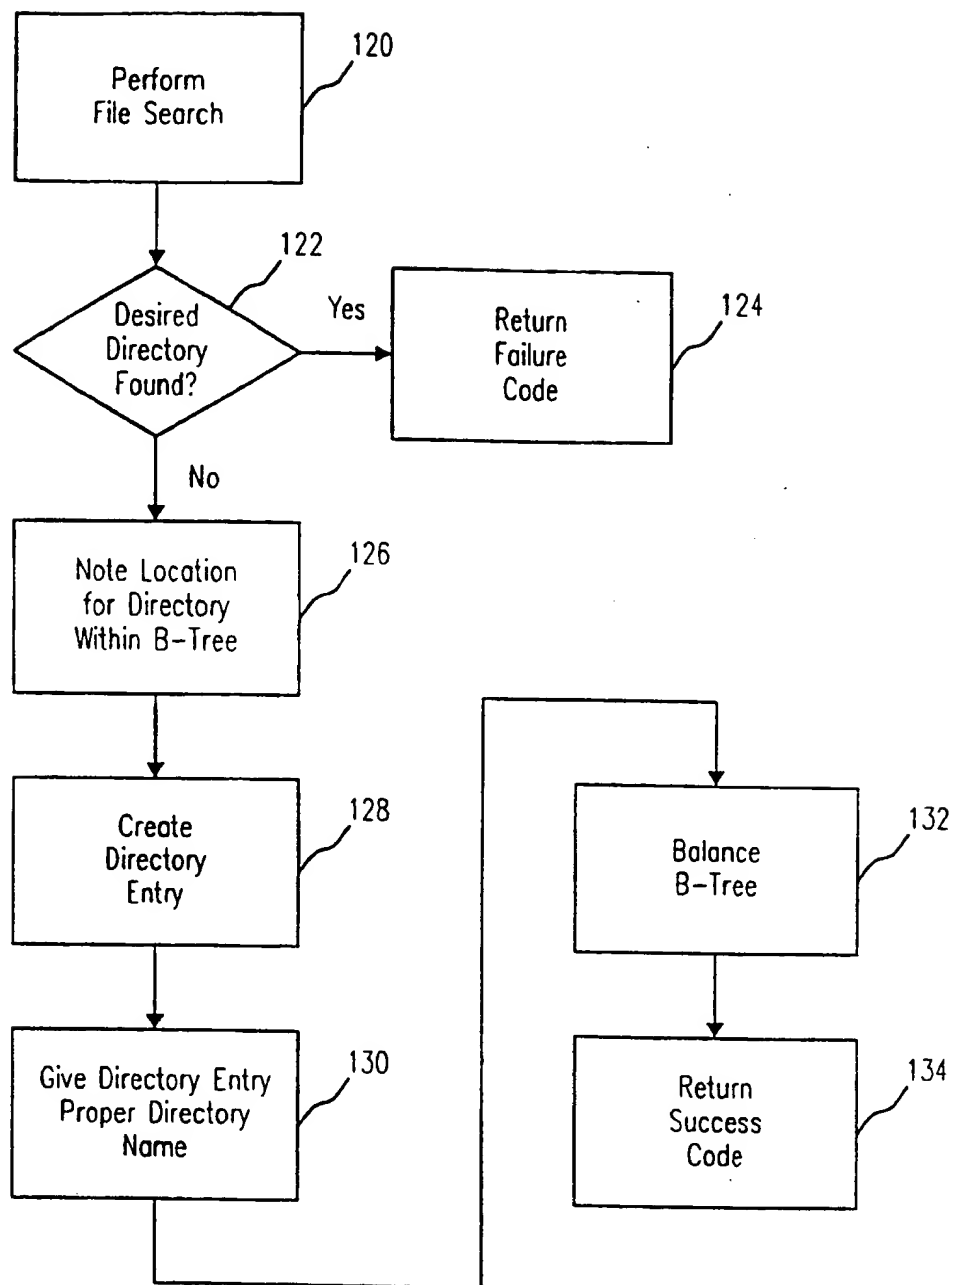 Perform
File Search
120
Desired
Directory
Found?
122
Yes
Return
Failure
Code
124
No
Note Location
for Directory
Within B-Tree
126
Create
Directory
Entry
128
Give Directory Entry
Proper Directory
Name
130
Balance
B-Tree
132
Return
Success
Code
134